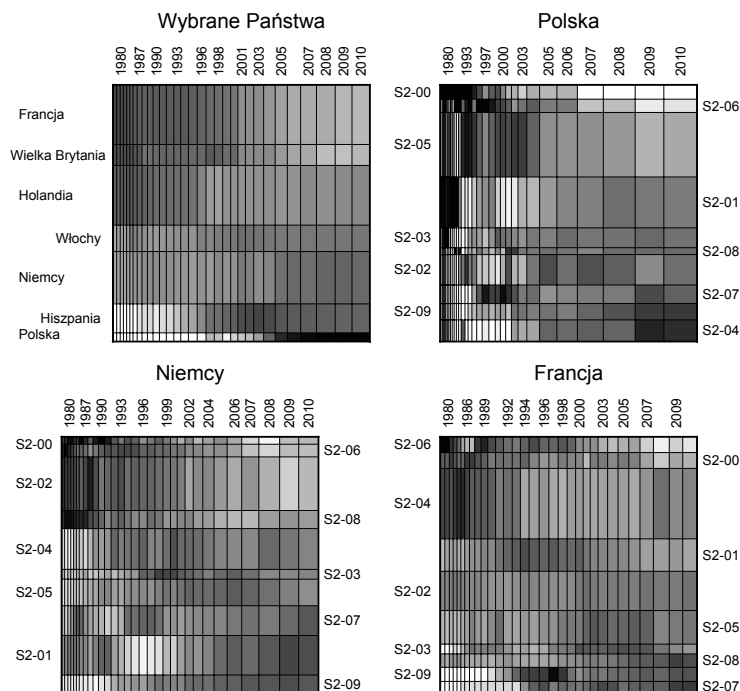 Wybrane Państwa
1980 1987 1990 1993 1996 1998 2001 2003 2005 2007 2008 2009 2010
Francja
Wielka Brytania
Holandia
Włochy
Niemcy
Hiszpania
Polska
Polska
1980 1993 1997 2000 2003 2005 2006 2007 2008 2009 2010
S2-00
S2-06
S2-05
S2-01
S2-03
S2-08
S2-02
S2-07
S2-09
S2-04
Niemcy
1980 1987 1990 1993 1996 1999 2002 2004 2006 2007 2008 2009 2010
S2-00
S2-06
S2-02
S2-08
S2-04
S2-03
S2-05
S2-07
S2-01
S2-09
Francja
1980 1986 1989 1992 1994 1996 1998 2000 2003 2005 2007 2009
S2-06
S2-00
S2-04
S2-01
S2-02
S2-05
S2-03
S2-08
S2-09
S2-07